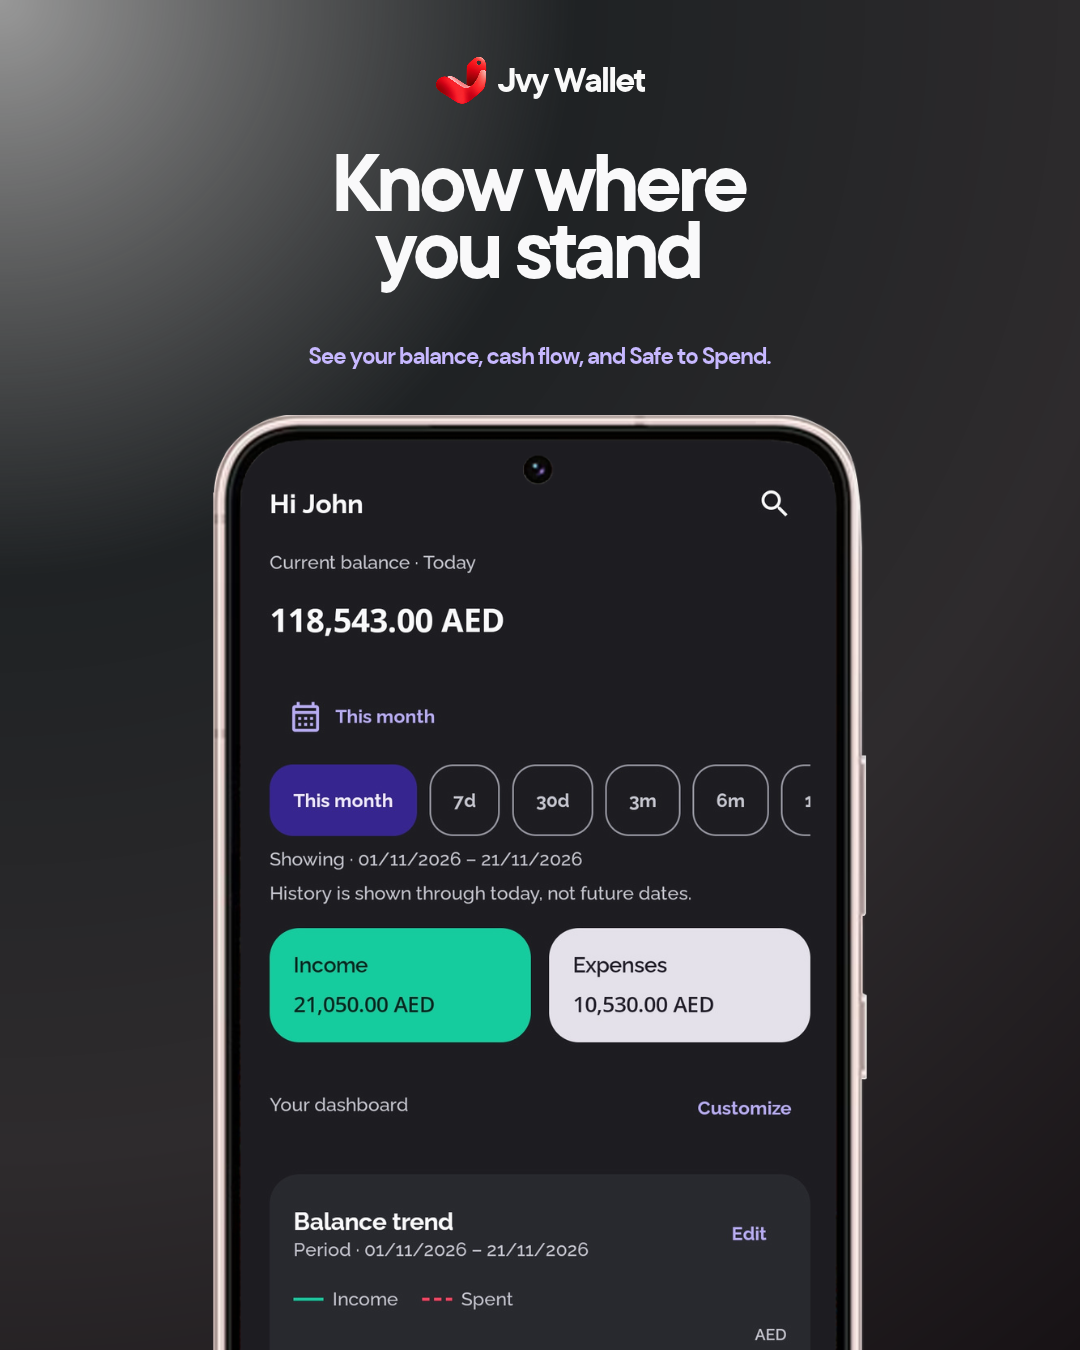 Jvy Wallet
Know where
you stand
See your balance, cash flow, and Safe to Spend.
Hi John
Current balance · Today
118,543.00 AED
This month
This month 7d 30d 3m 6m 1
Showing · 01/11/2026 – 21/11/2026
History is shown through today, not future dates.
Income Expenses
21,050.00 AED 10,530.00 AED
Your dashboard Customize
Balance trend
Edit
Period · 01/11/2026 – 21/11/2026
Income Spent
AED